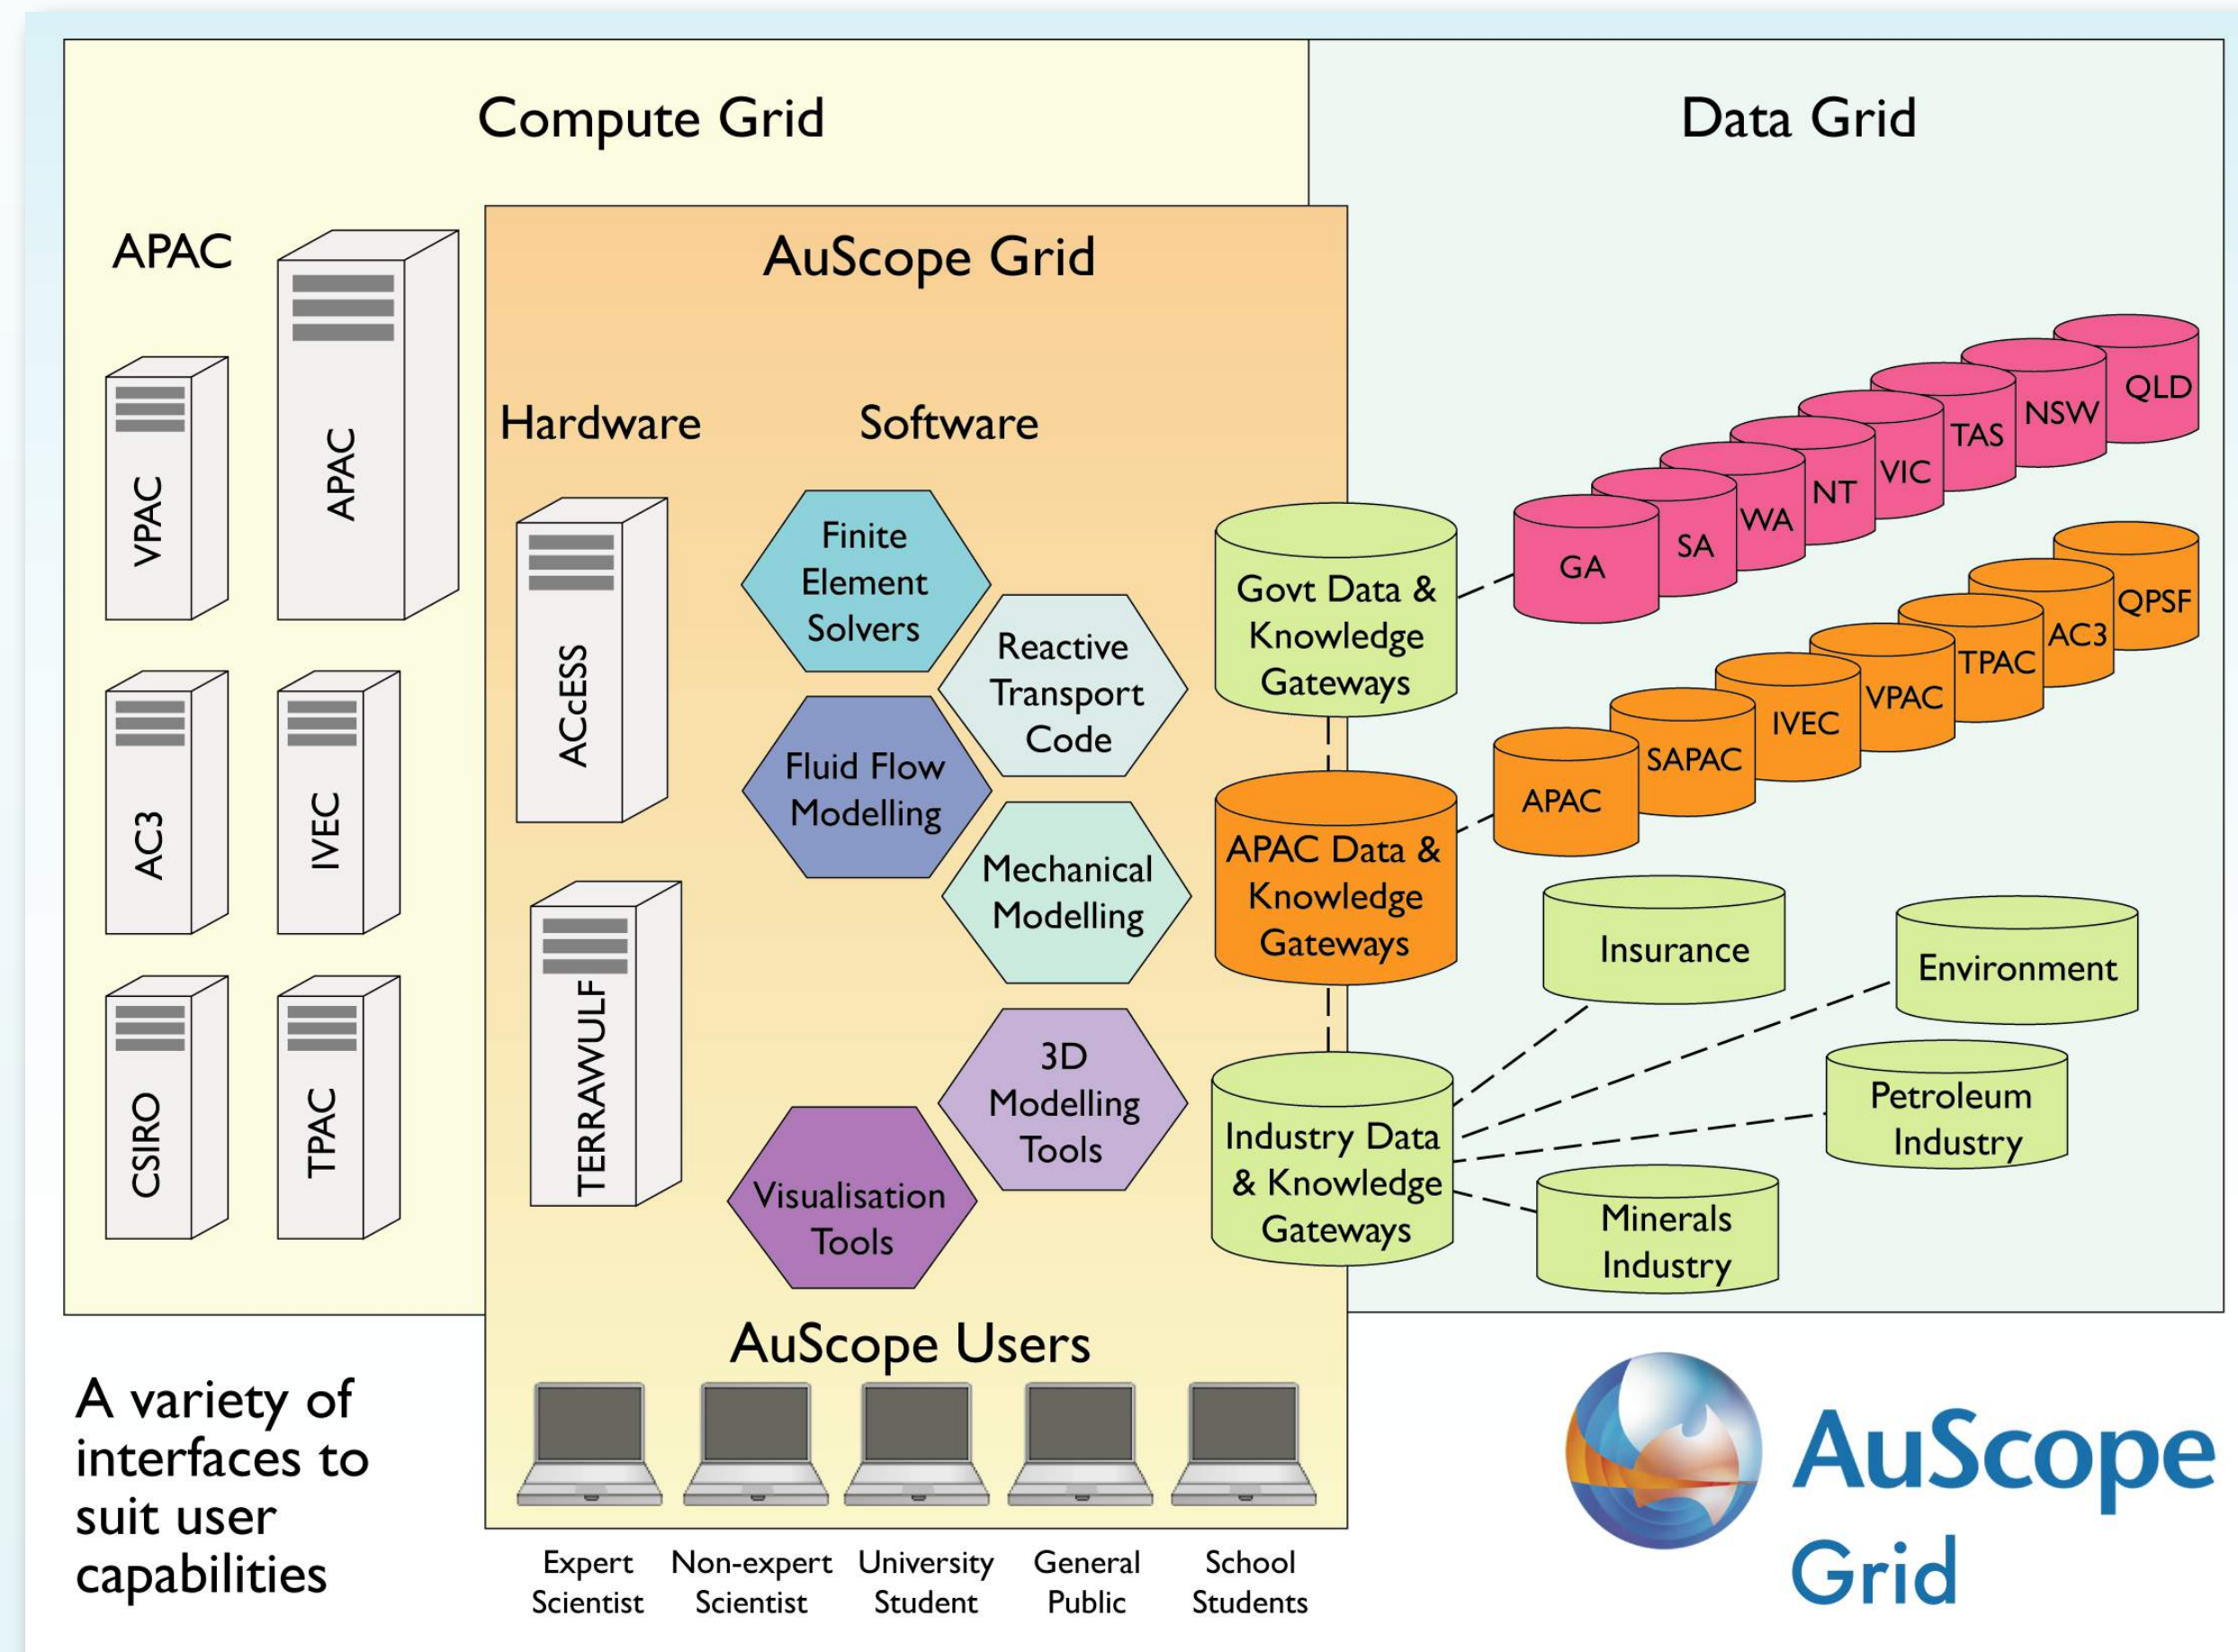 Compute Grid
Data Grid
APAC
APAC
VPAC
AC3
IVEC
CSIRO
TPAC
AuScope Grid
Hardware
Software
ACcESS
TERRAWULF
Finite
Element
Solvers
Reactive
Transport
Code
Fluid Flow
Modelling
Mechanical
Modelling
3D
Modelling
Tools
Visualisation
Tools
Govt Data &
Knowledge
Gateways
APAC Data &
Knowledge
Gateways
Industry Data
& Knowledge
Gateways
GA
SA
WA
NT
VIC
TAS
NSW
QLD
APAC
SAPAC
IVEC
VPAC
TPAC
AC3
QPSF
Insurance
Environment
Petroleum
Industry
Minerals
Industry
AuScope Users
Expert
Scientist
Non-expert
Scientist
University
Student
General
Public
School
Students
A variety of
interfaces to
suit user
capabilities
AuScope
Grid